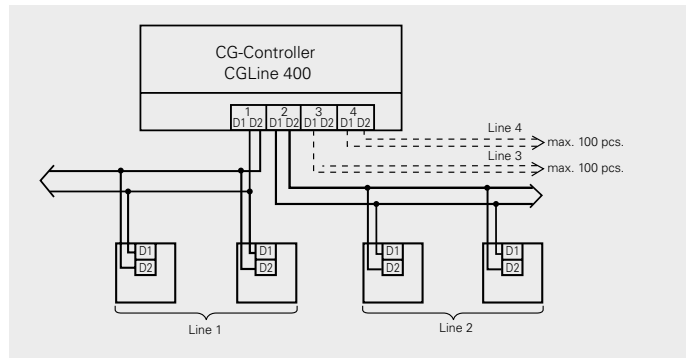 CG-Controller
CGLine 400
1 2 3 4
D1 D2 D1 D2 D1 D2 D1 D2
Line 4
max. 100 pcs.
Line 3
max. 100 pcs.
D1 D1 D1 D1
D2 D2 D2 D2
Line 1 Line 2